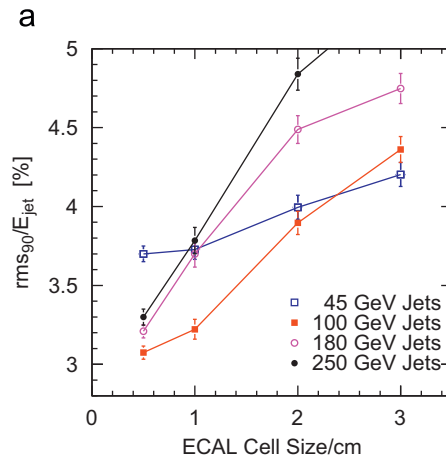 a
5
4.5
4
3.5
3
0 1 2 3
rms90/Ejet [%]
ECAL Cell Size/cm
45 GeV Jets
100 GeV Jets
180 GeV Jets
250 GeV Jets